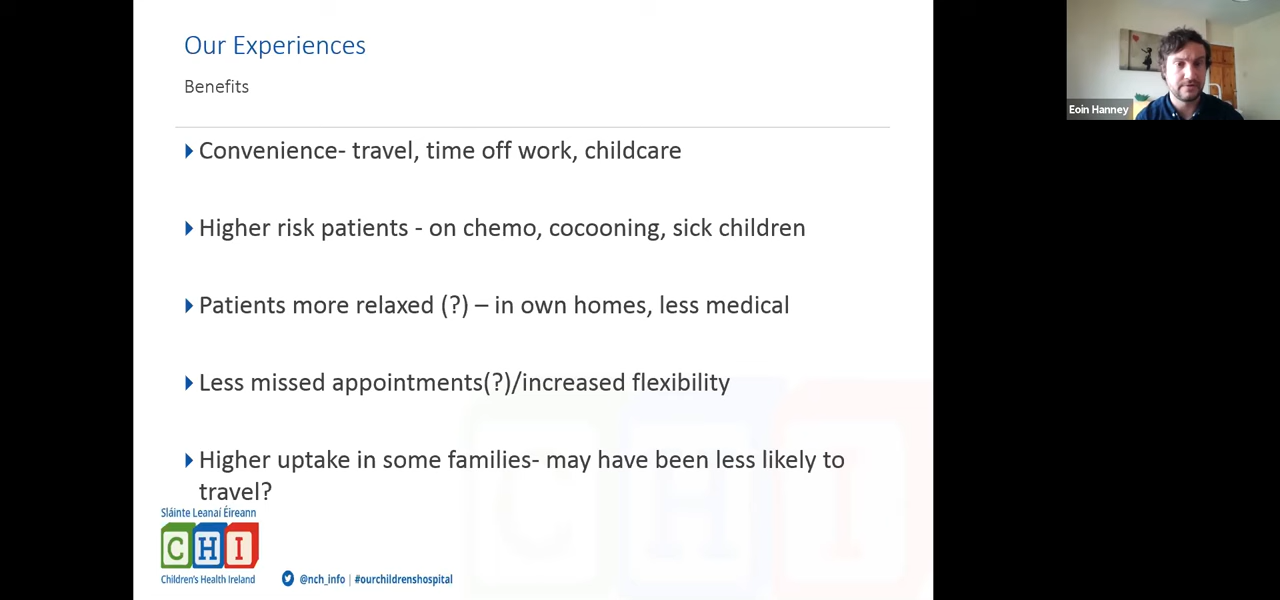 Our Experiences
Benefits
Convenience- travel, time off work, childcare
Higher risk patients - on chemo, cocooning, sick children
Patients more relaxed (?) – in own homes, less medical
Less missed appointments(?)/increased flexibility
Higher uptake in some families- may have been less likely to
travel?
Sláinte Leanaí Éireann
CHI
Children's Health Ireland
@nch_info | #ourchildrenshospital
CHI
Eoin Hanney